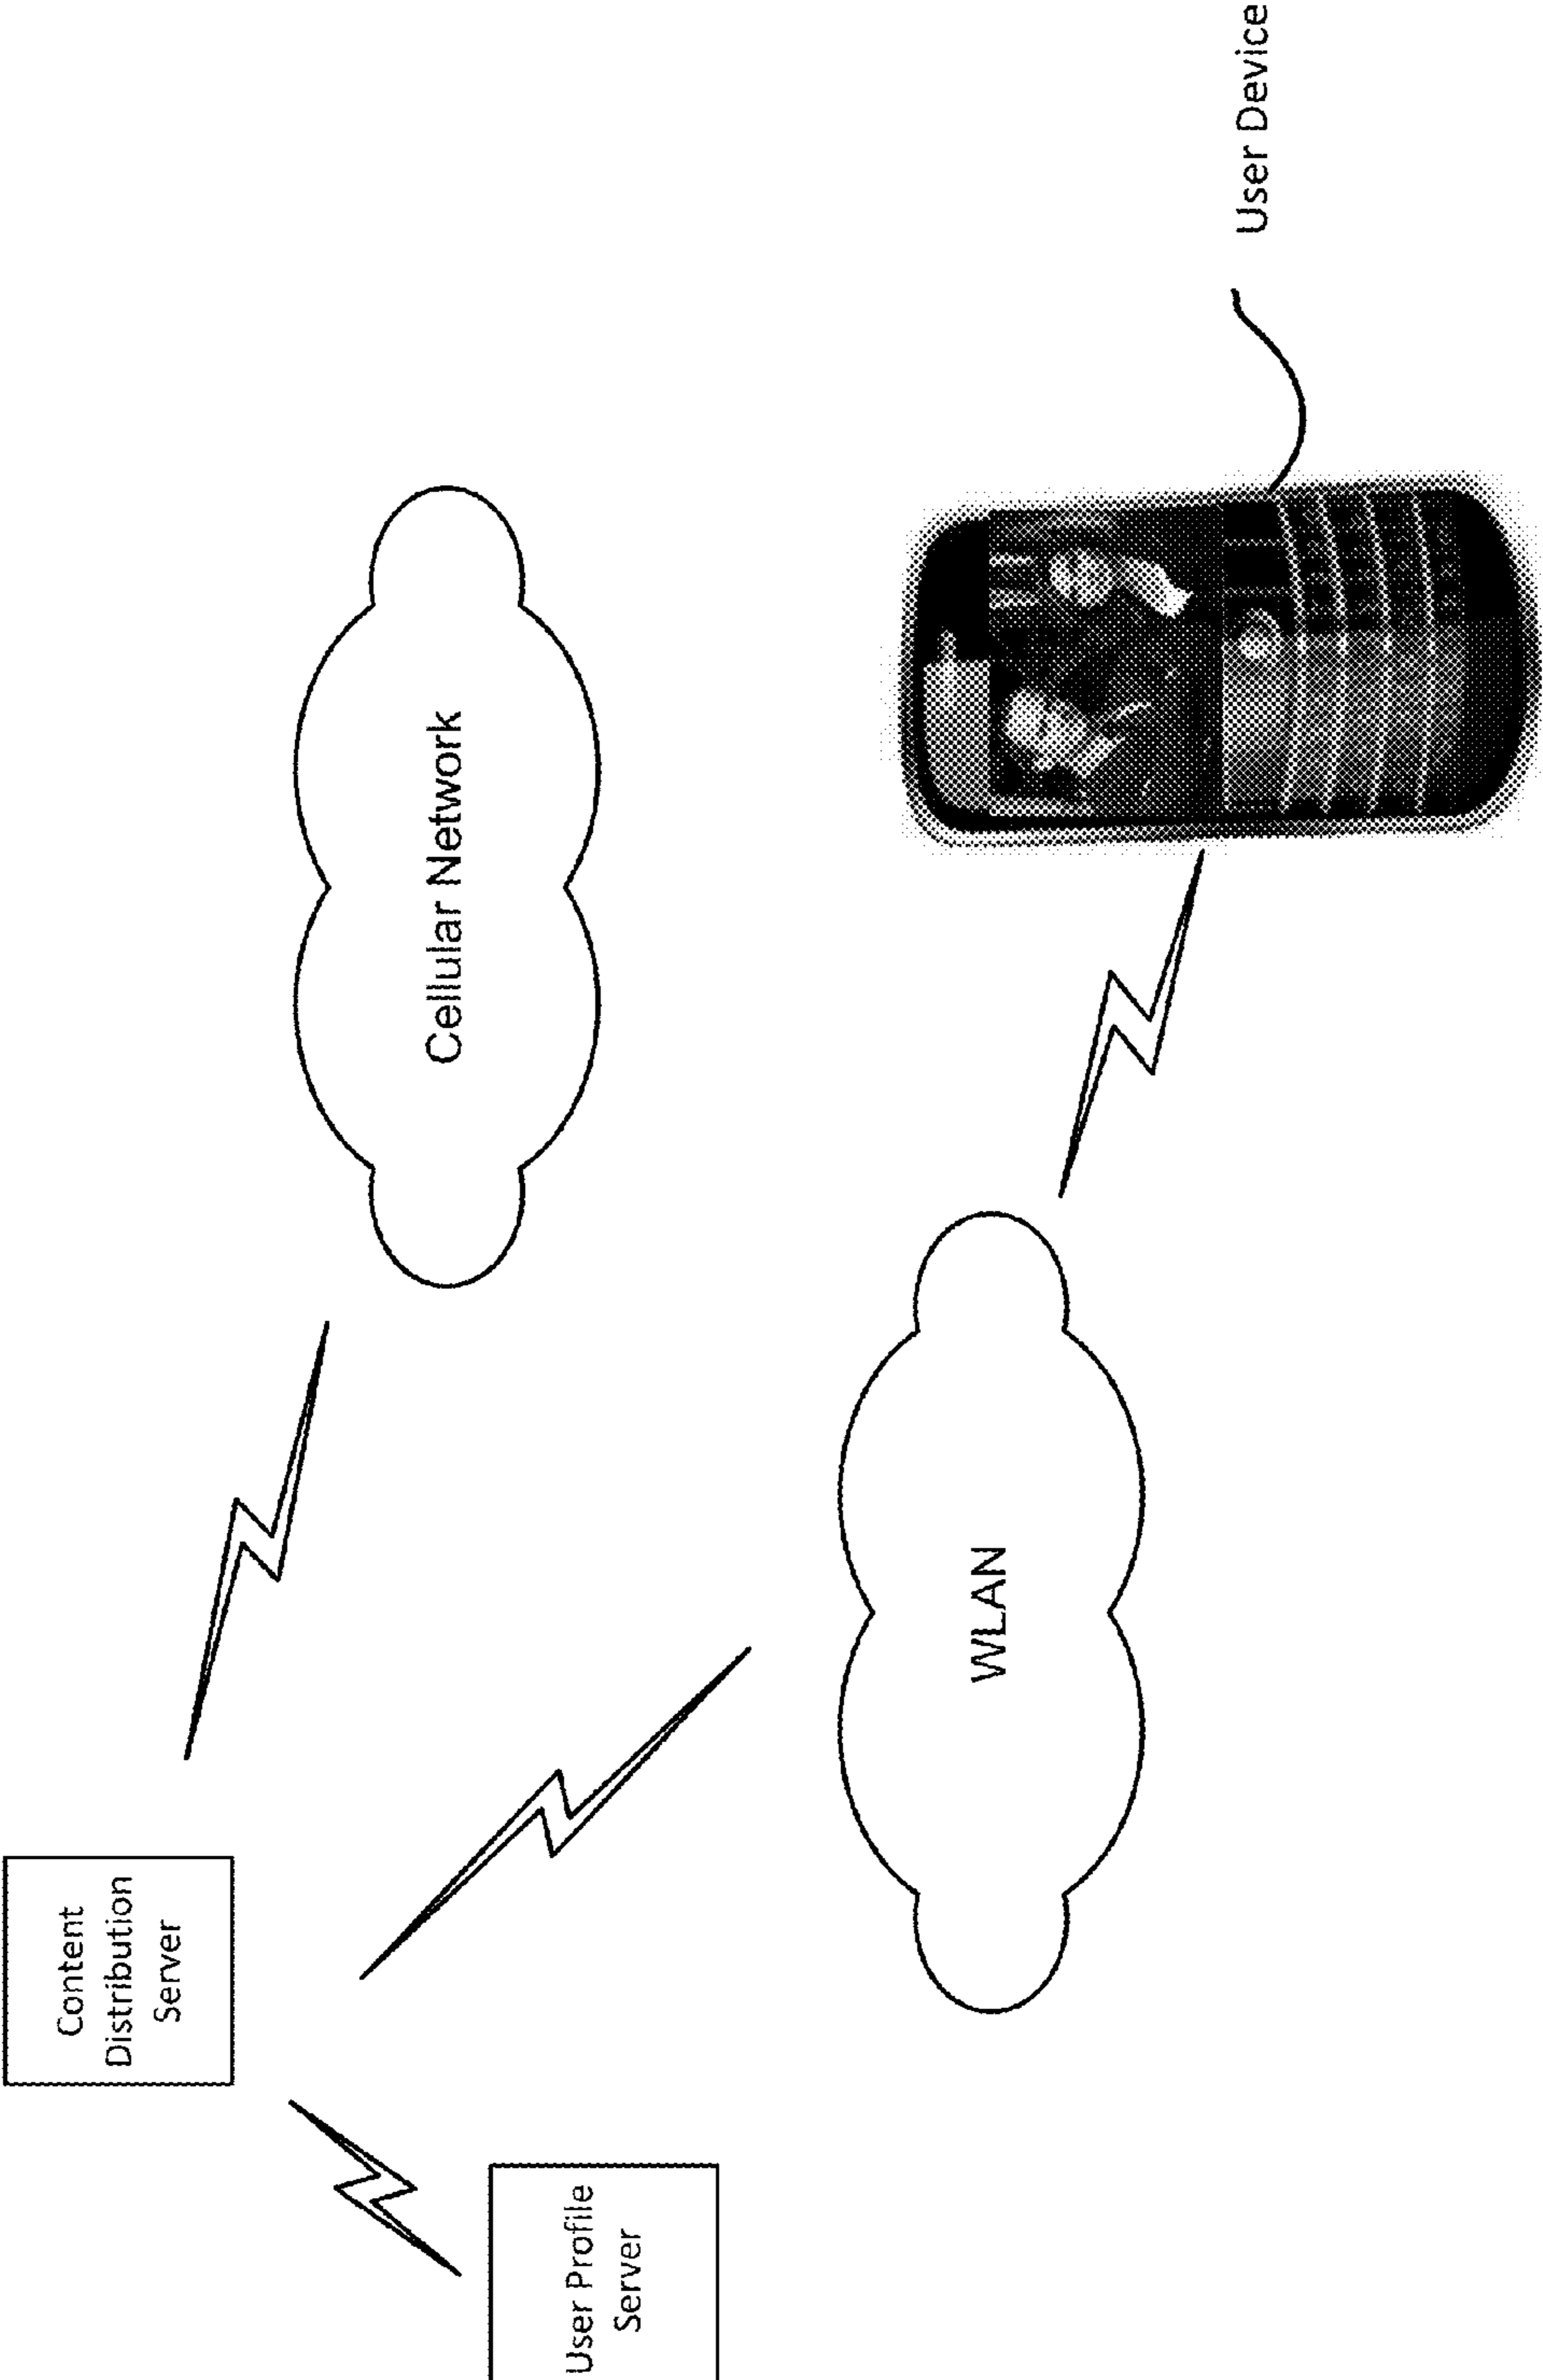 Content
Distribution
Server
User Profile
Server
Cellular Network
WLAN
User Device